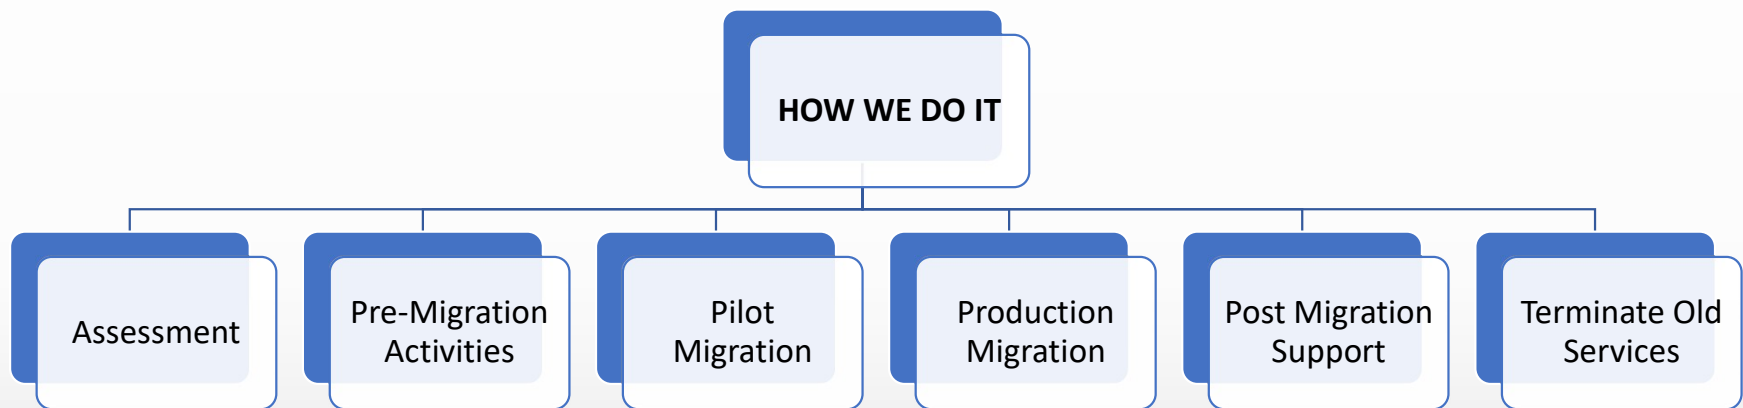 HOW WE DO IT
Assessment
Pre-Migration
Activities
Pilot
Migration
Production
Migration
Post Migration
Support
Terminate Old
Services